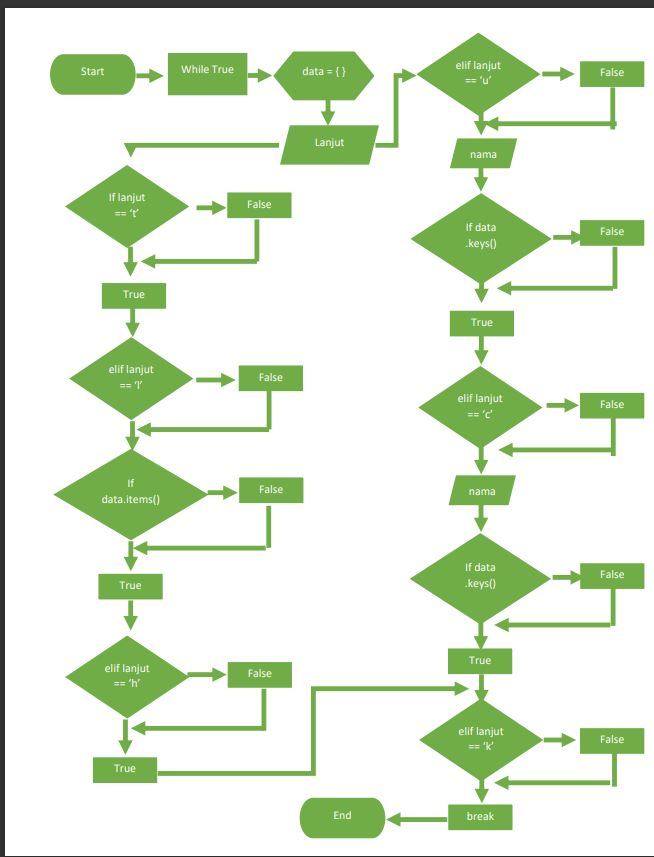 Start
While True
data = { }
Lanjut
If lanjut
== ‘t’
False
True
elif lanjut
== ‘l’
False
If
data.items()
False
True
elif lanjut
== ‘h’
False
True
elif lanjut
== ‘u’
False
nama
If data
.keys()
False
True
elif lanjut
== ‘c’
False
nama
If data
.keys()
False
True
elif lanjut
== ‘k’
False
break
End